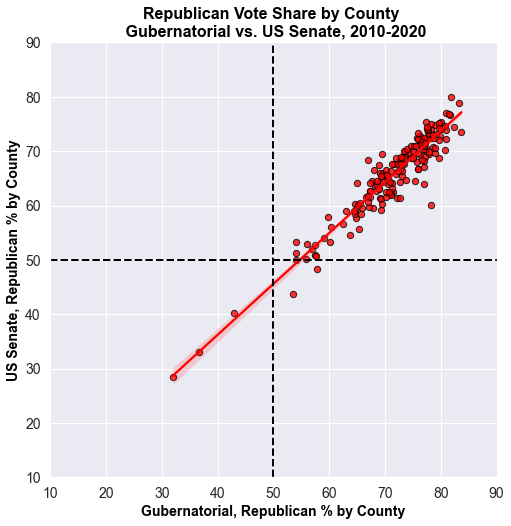 Republican Vote Share by County
Gubernatorial vs. US Senate, 2010-2020
90
80
70
60
50
40
30
20
10
US Senate, Republican % by County
10 20 30 40 50 60 70 80 90
Gubernatorial, Republican % by County